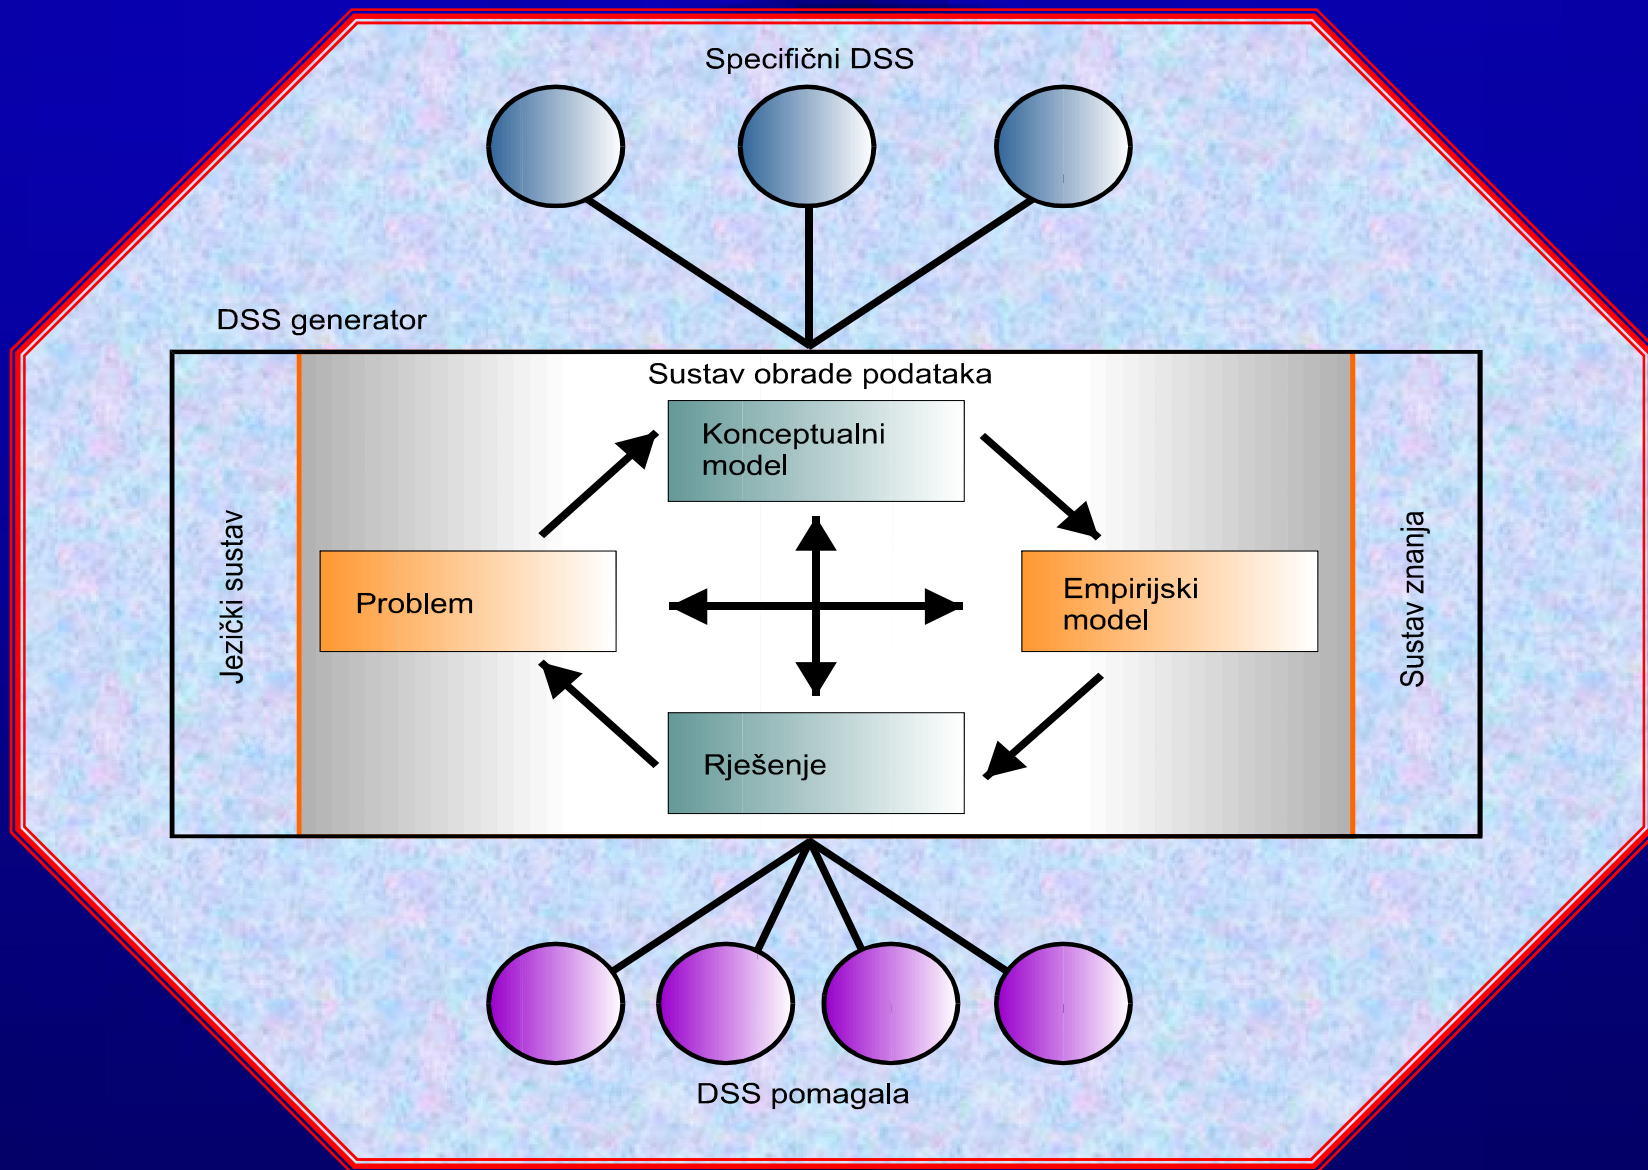 Specifični DSS
DSS generator
Sustav obrade podataka
Konceptualni
model
Jezički sustav
Problem
Empirijski
model
Sustav znanja
Rješenje
DSS pomagala